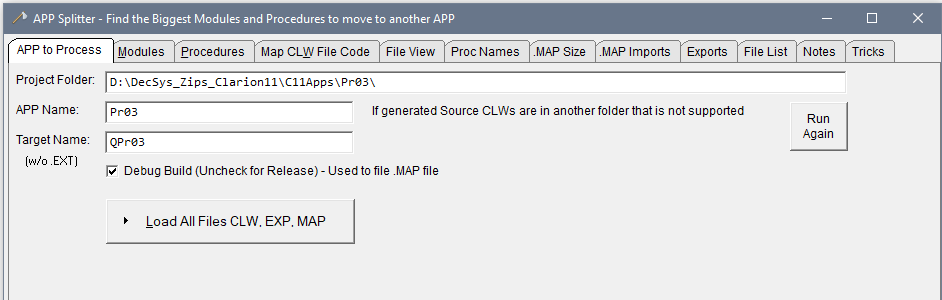 APP Splitter - Find the Biggest Modules and Procedures to move to another APP
APP to Process Modules Procedures Map CLW File Code File View Proc Names .MAP Size .MAP Imports Exports File List Notes Tricks
Project Folder: D:\DecSys_Zips_Clarion11\C11Apps\Pr03\
APP Name: Pr03 If generated Source CLWs are in another folder that is not supported
Run
Again
Target Name: QPr03
(w/o .EXT)
Debug Build (Uncheck for Release) - Used to file .MAP file
Load All Files CLW, EXP, MAP